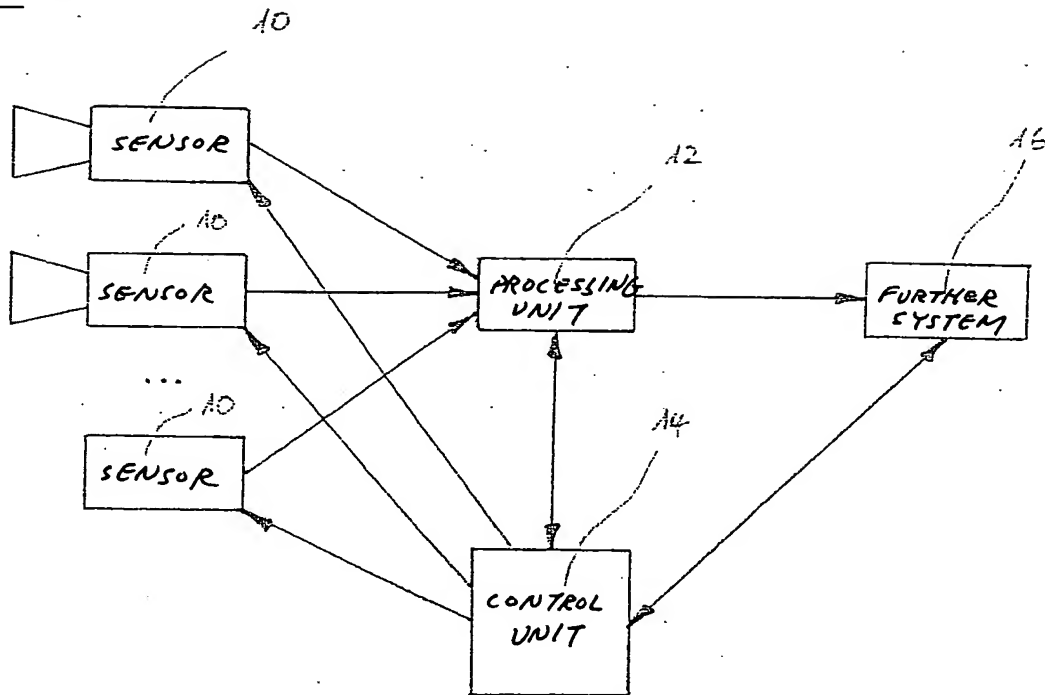 10
SENSOR
10
SENSOR
...
10
SENSOR
12
PROCESSING
UNIT
16
FURTHER
SYSTEM
14
CONTROL
UNIT